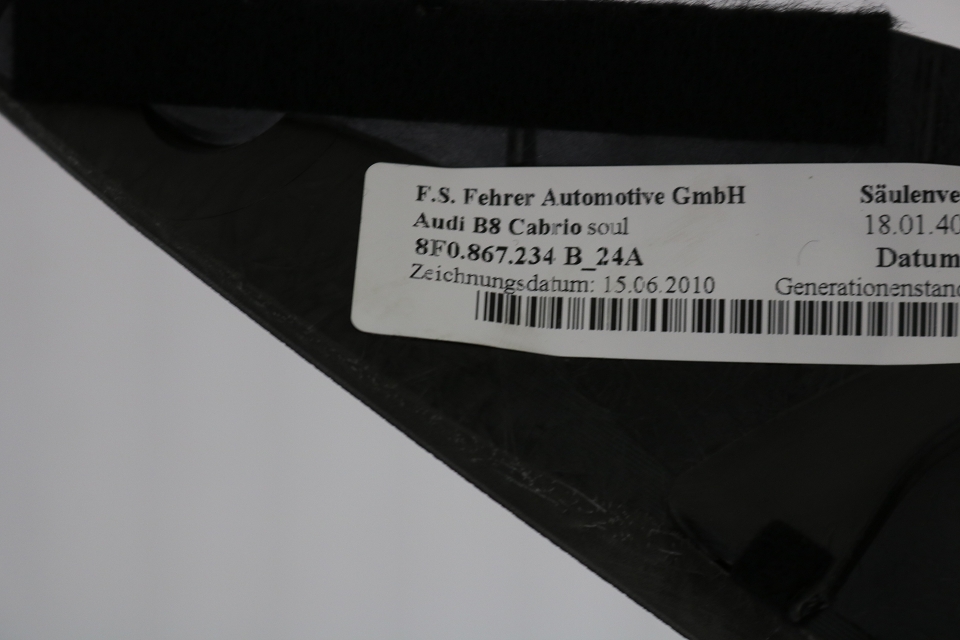 F.S. Fehrer Automotive GmbH Säulenve
Audi B8 Cabrio soul 18.01.40
8F0.867.234 B_24A Datum
Zeichnungsdatum: 15.06.2010 Generationenstand